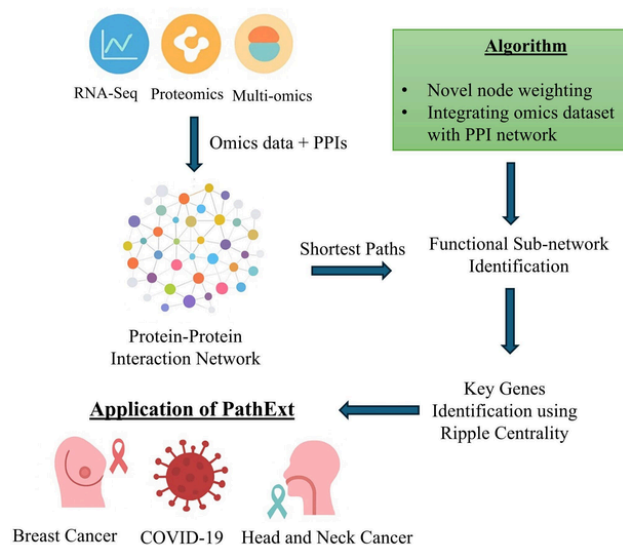 RNA-Seq
Proteomics
Multi-omics
Omics data + PPIs
Protein-Protein
Interaction Network
Shortest Paths
Algorithm
• Novel node weighting
• Integrating omics dataset
with PPI network
Functional Sub-network
Identification
Key Genes
Identification using
Ripple Centrality
Application of PathExt
Breast Cancer
COVID-19
Head and Neck Cancer